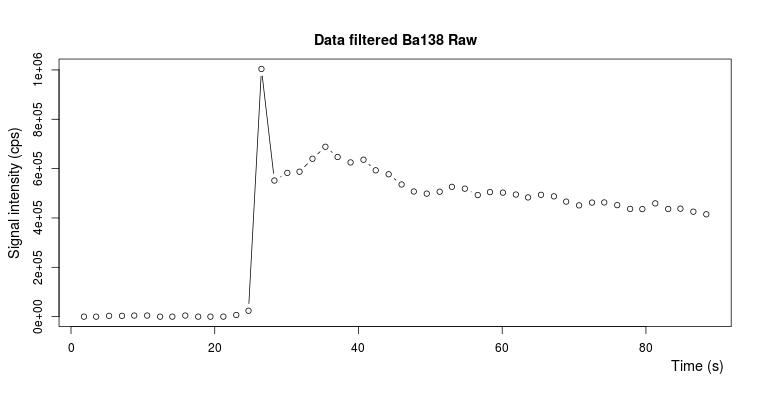 Data filtered Ba138 Raw
Signal intensity (cps)
1e+06
8e+05
6e+05
4e+05
2e+05
0e+00
0 20 40 60 80
Time (s)